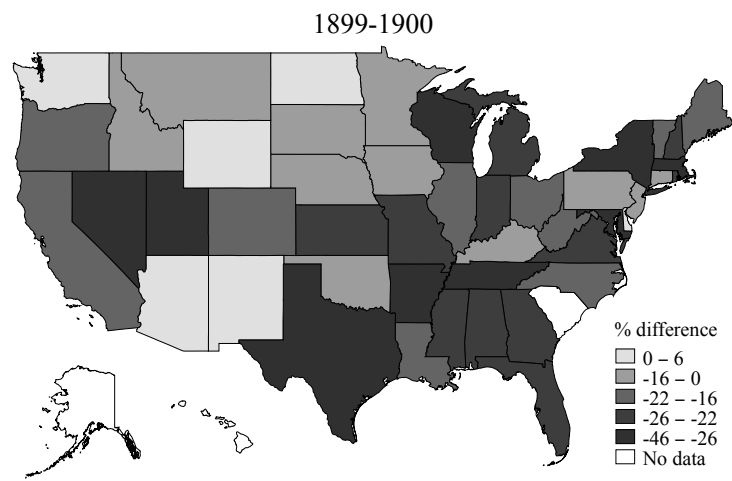 1899-1900
% difference
0 – 6
-16 – 0
-22 – -16
-26 – -22
-46 – -26
No data